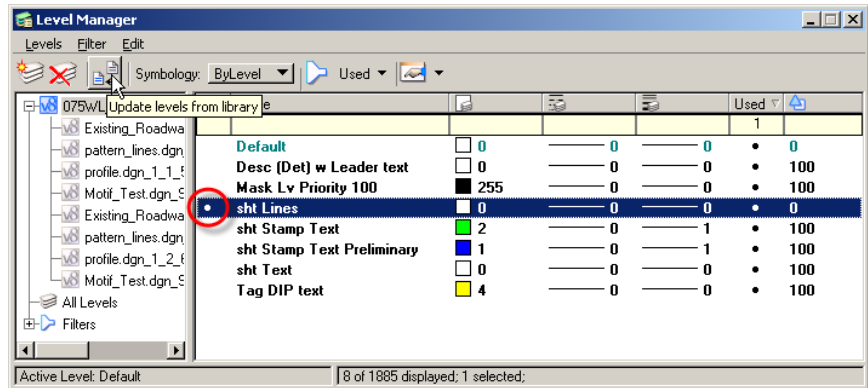 Level Manager
Levels Filter Edit
Symbology: ByLevel Used
075WL
Update levels from library
Used
1
Existing_Roadwa
pattern_lines.dgn
profile.dgn_1_1_5
Motif_Test.dgn_S
Existing_Roadwa
pattern_lines.dgn
profile.dgn_1_2_6
Motif_Test.dgn_S
All Levels
Filters
Default 0 0 0 • 0
Desc (Det) w Leader text 0 0 0 • 100
Mask Lv Priority 100 255 0 0 • 100
• sht Lines 0 0 0 • 0
sht Stamp Text 2 0 1 • 100
sht Stamp Text Preliminary 1 0 1 • 100
sht Text 0 0 0 • 100
Tag DIP text 4 0 0 • 100
Active Level: Default
8 of 1885 displayed; 1 selected;